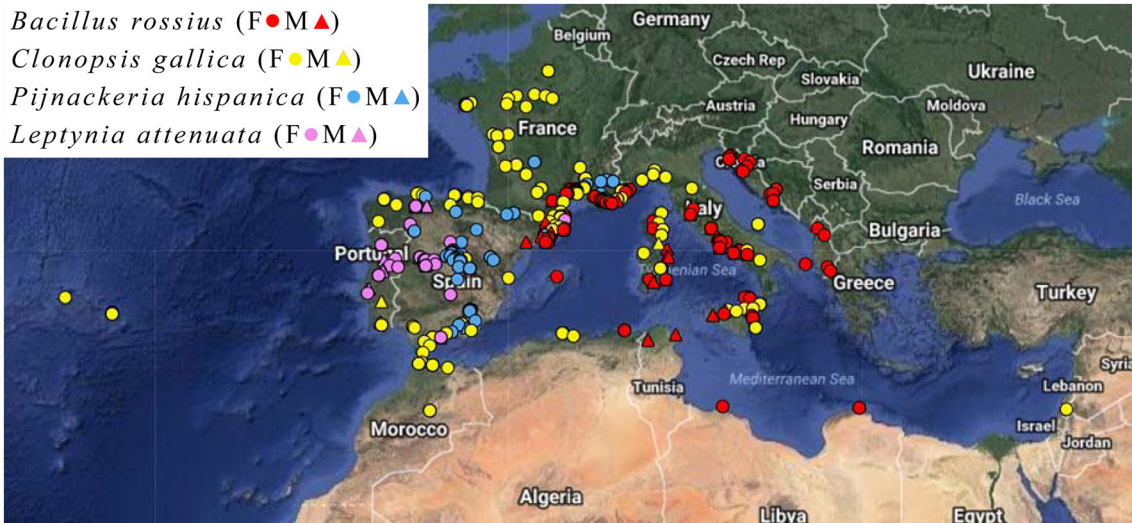 Bacillus rossius (F●M▲)
Clonopsis gallica (F●M▲)
Pijnackeria hispanica (F●M▲)
Leptynia attenuata (F●M▲)
Germany
Belgium
Czech Rep
Ukraine
Slovakia
Austria
Moldova
Hungary
France
Romania
Serbia
Black Sea
Italy
Bulgaria
Portugal
Spain
Tyrrhenian Sea
Greece
Turkey
Mediterranean Sea
Tunisia
Syria
Lebanon
Morocco
Israel
Jordan
Algeria
Libya
Egypt